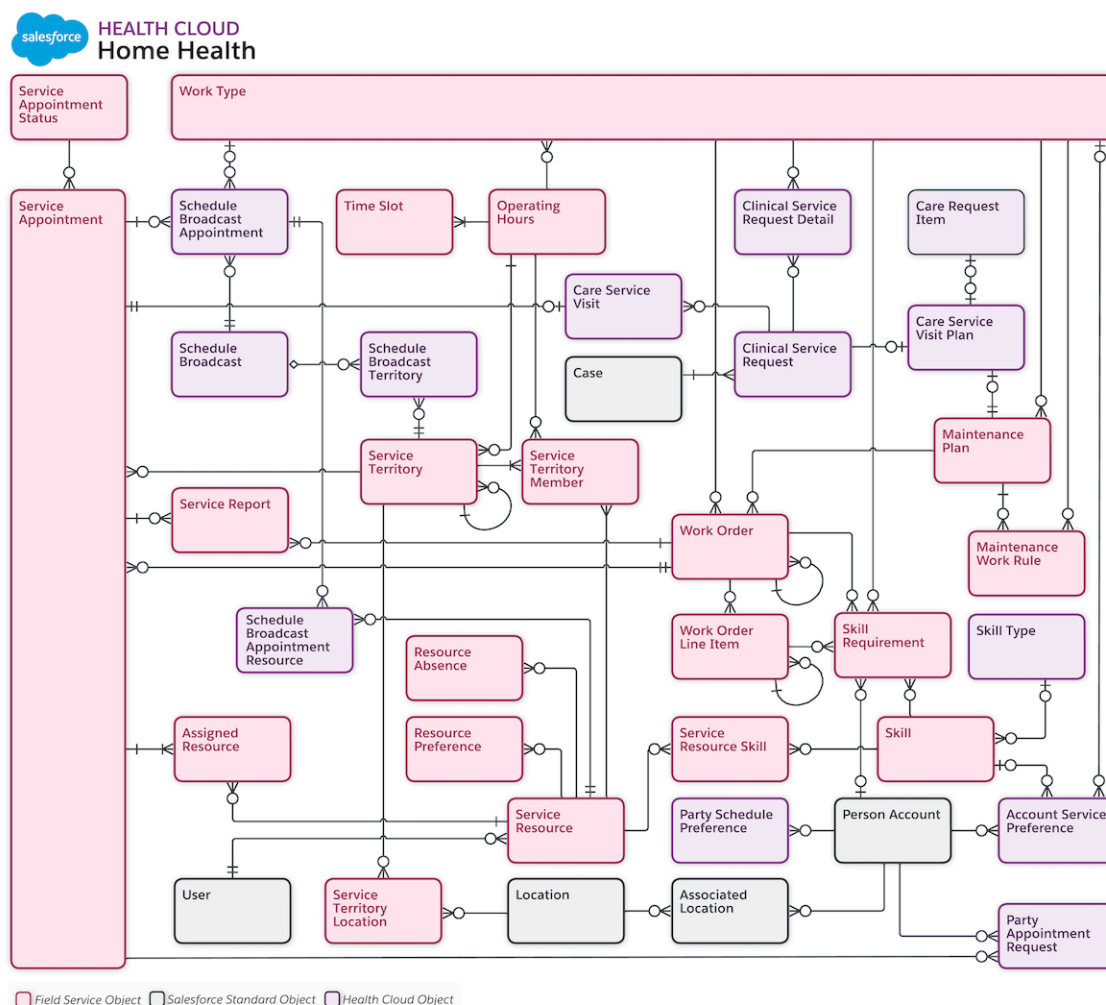 salesforce
HEALTH CLOUD
Home Health
Service
Appointment
Status
Work Type
Service
Appointment
Schedule
Broadcast
Appointment
Time Slot
Operating
Hours
Clinical Service
Request Detail
Care Request
Item
Care Service
Visit
Care Service
Visit Plan
Schedule
Broadcast
Schedule
Broadcast
Territory
Case
Clinical Service
Request
Service
Territory
Service
Territory
Member
Maintenance
Plan
Service Report
Work Order
Maintenance
Work Rule
Schedule
Broadcast
Appointment
Resource
Resource
Absence
Work Order
Line Item
Skill
Requirement
Skill Type
Assigned
Resource
Resource
Preference
Service
Resource Skill
Skill
Service
Resource
Party Schedule
Preference
Person Account
Account Service
Preference
User
Service
Territory
Location
Location
Associated
Location
Party
Appointment
Request
Field Service Object
Salesforce Standard Object
Health Cloud Object